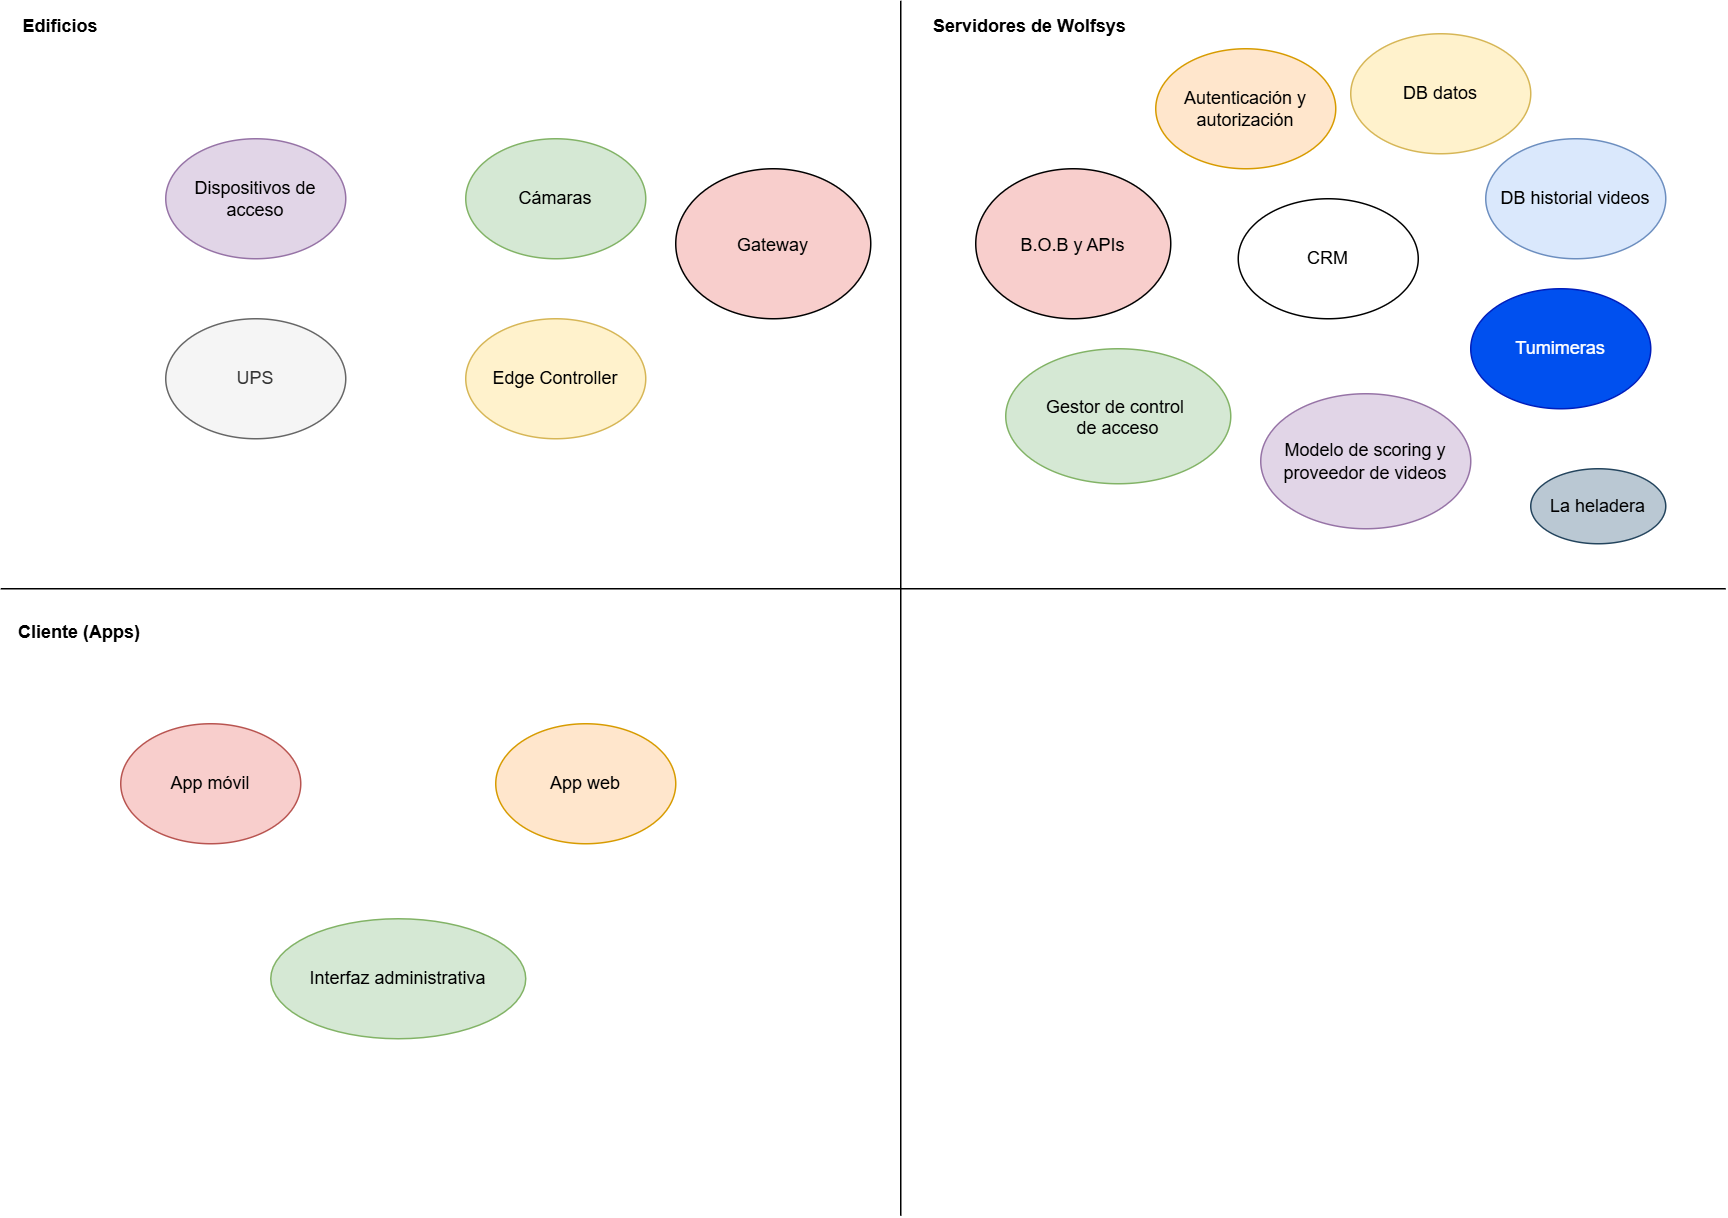 Edificios
Dispositivos de
acceso
Cámaras
Gateway
UPS
Edge Controller
Servidores de Wolfsys
Autenticación y
autorización
DB datos
DB historial videos
B.O.B y APIs
CRM
Tumimeras
Gestor de control
de acceso
Modelo de scoring y
proveedor de videos
La heladera
Cliente (Apps)
App móvil
App web
Interfaz administrativa